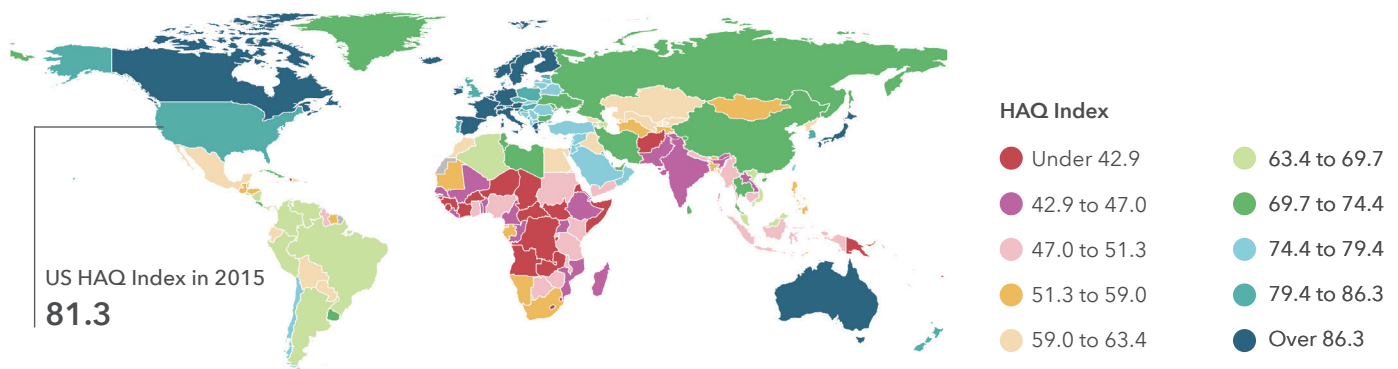 US HAQ Index in 2015
81.3
HAQ Index
Under 42.9
42.9 to 47.0
47.0 to 51.3
51.3 to 59.0
59.0 to 63.4
63.4 to 69.7
69.7 to 74.4
74.4 to 79.4
79.4 to 86.3
Over 86.3